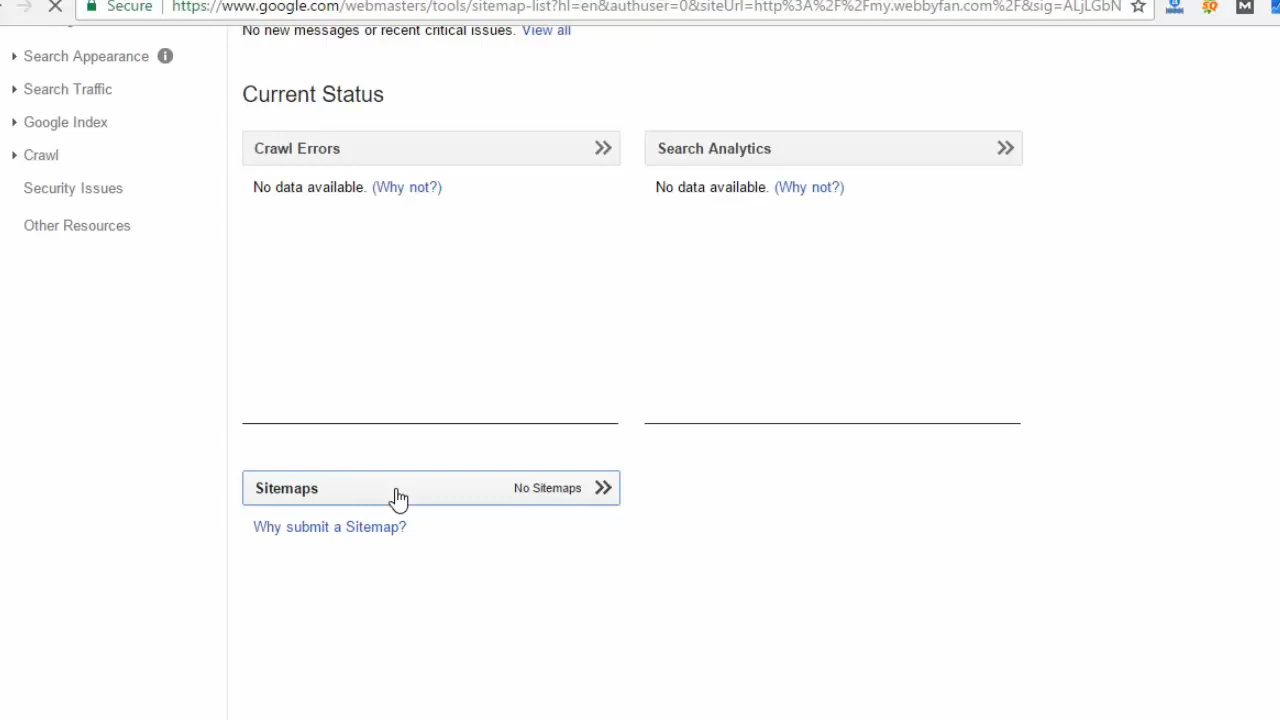 Secure
https://www.google.com/webmasters/tools/sitemap-list?hl=en&authuser=0&siteUrl=http%3A%2F%2Fmy.webbyfan.com%2F&sig=ALjLGbN
No new messages or recent critical issues. View all
Search Appearance
Search Traffic
Google Index
Crawl
Security Issues
Other Resources
Current Status
Crawl Errors
No data available. (Why not?)
Search Analytics
No data available. (Why not?)
Sitemaps No Sitemaps
Why submit a Sitemap?